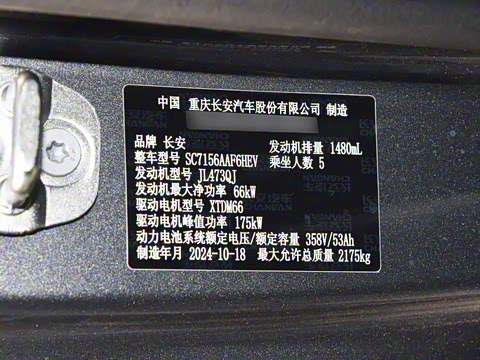 中国 重庆长安汽车股份有限公司 制造
品牌 长安 发动机排量 1480mL
整车型号 SC7156AAF6HEV 乘坐人数 5
发动机型号 JL473QJ
发动机最大净功率 66kW
驱动电机型号 XTDM66
驱动电机峰值功率 175kW
动力电池系统额定电压/额定容量 358V/53Ah
制造年月 2024-10-18 最大允许总质量 2175kg